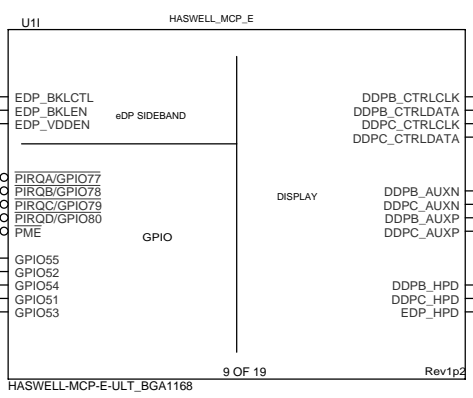 U1I
HASWELL_MCP_E
EDP_BKLCTL
EDP_BKLEN
EDP_VDDEN
eDP SIDEBAND
PIRQA/GPIO77
PIRQB/GPIO78
PIRQC/GPIO79
PIRQD/GPIO80
PME
GPIO
GPIO55
GPIO52
GPIO54
GPIO51
GPIO53
DISPLAY
DDPB_CTRLCLK
DDPB_CTRLDATA
DDPC_CTRLCLK
DDPC_CTRLDATA
DDPB_AUXN
DDPC_AUXN
DDPB_AUXP
DDPC_AUXP
DDPB_HPD
DDPC_HPD
EDP_HPD
9 OF 19
Rev1p2
HASWELL-MCP-E-ULT_BGA1168